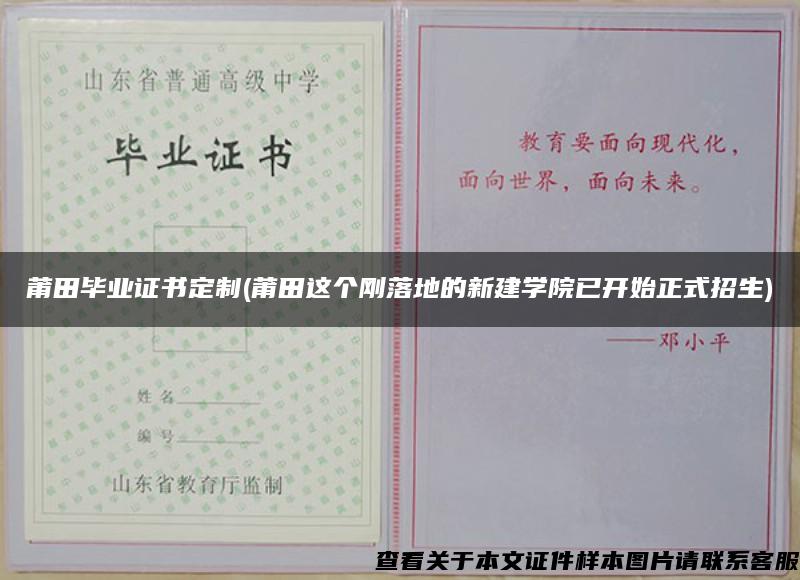 山东省普通高级中学
毕业证书
姓名
编号
山东省教育厅监制
教育要面向现代化，
面向世界，面向未来。
——邓小平
莆田毕业证书定制(莆田这个刚落地的新建学院已开始正式招生)
查看关于本文证件样本图片请联系客服